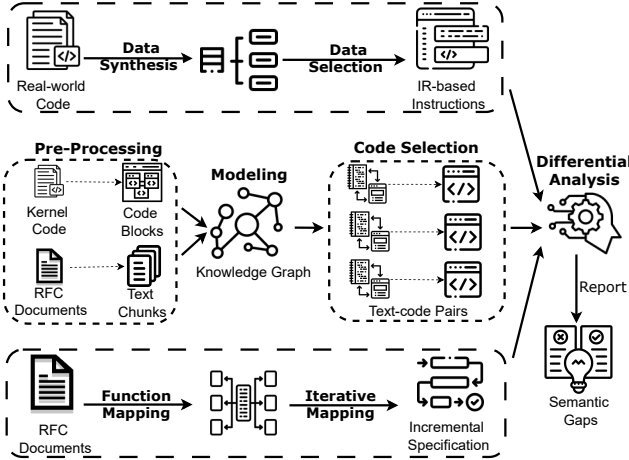 Data
Synthesis
Data
Selection
Real-world
Code
IR-based
Instructions
Pre-Processing
Kernel
Code
Code
Blocks
RFC
Documents
Text
Chunks
Modeling
Knowledge Graph
Code Selection
Text-code Pairs
Differential
Analysis
Report
Semantic
Gaps
Function
Mapping
Iterative
Mapping
RFC
Documents
Incremental
Specification